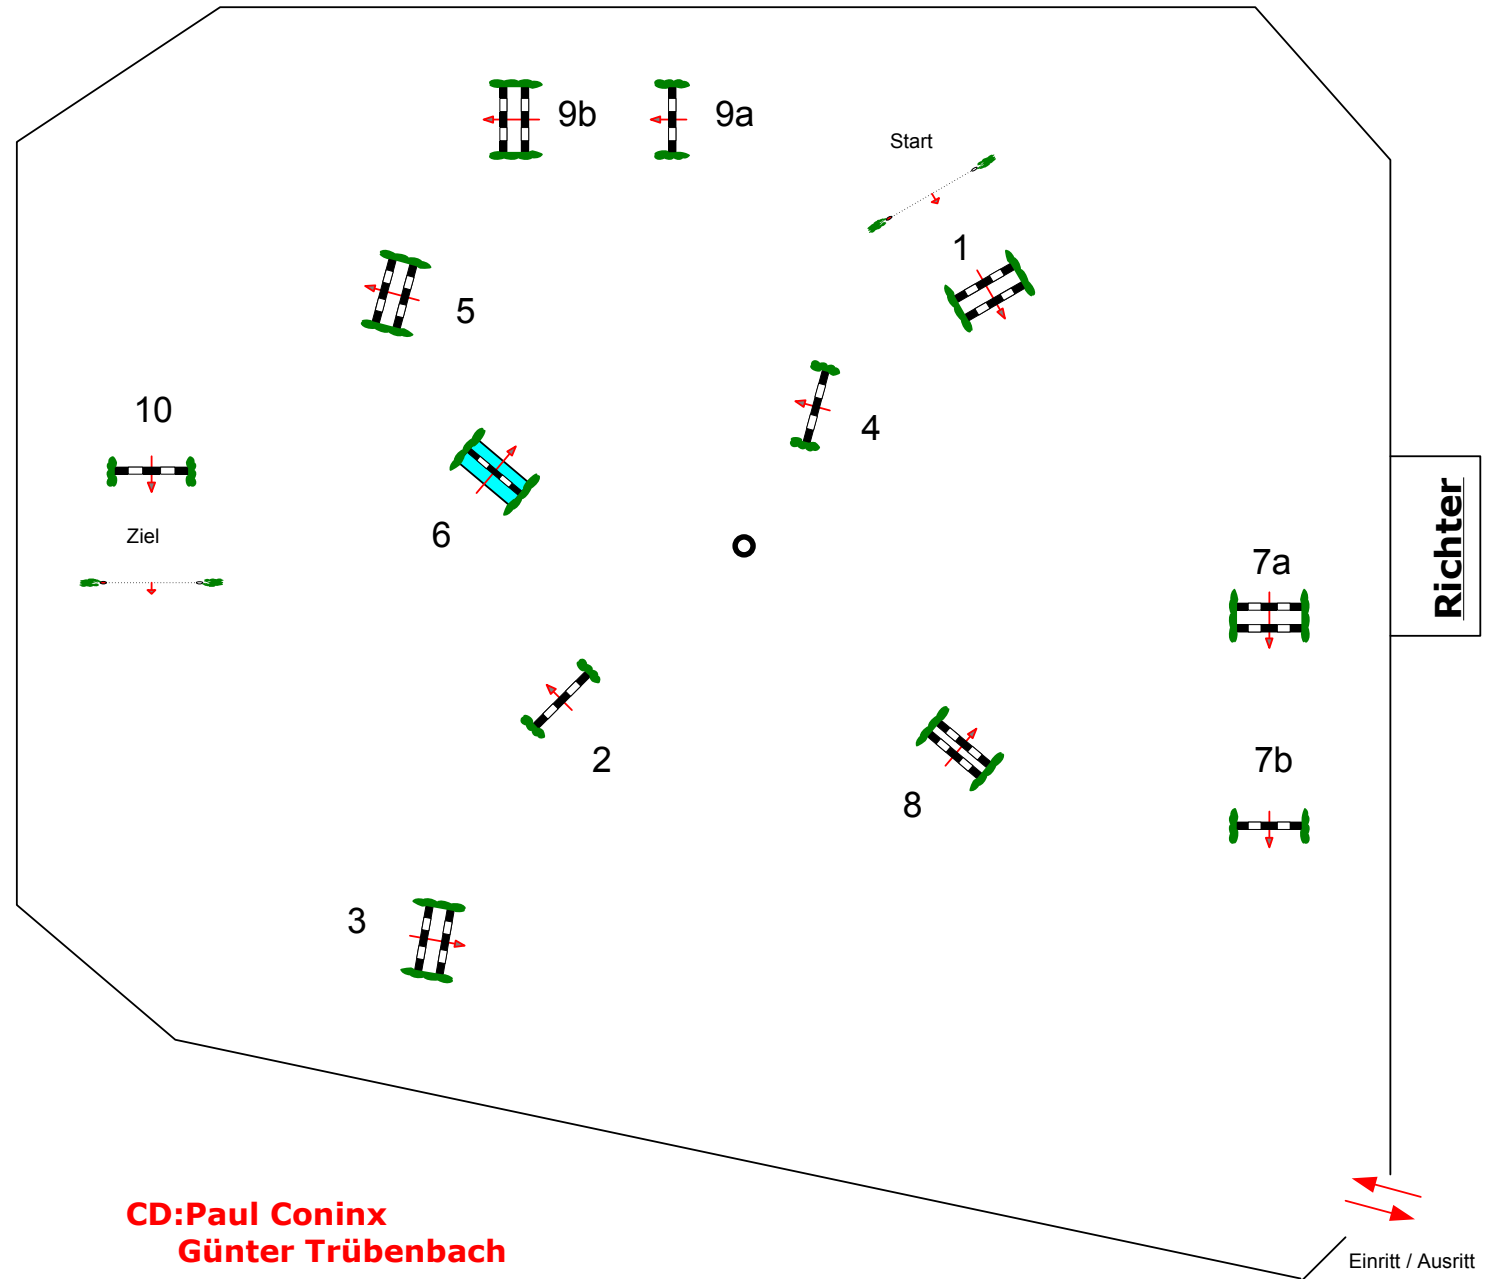 9b
9a
Start
1
5
10
4
6
Ziel
Richter
7a
2
7b
8
3
CD:Paul Coninx
Günter Trübenbach
Einritt / Ausritt